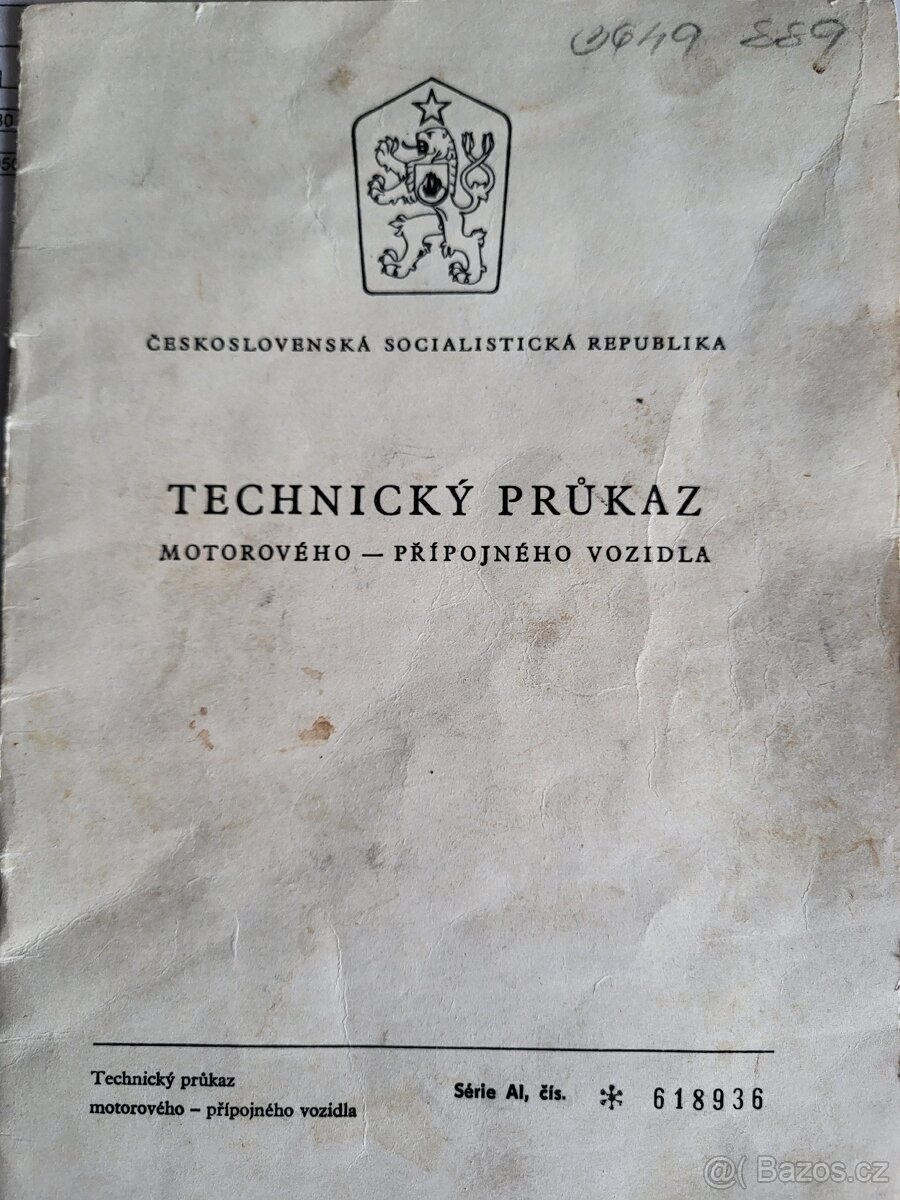 889
ČESKOSLOVENSKÁ SOCIALISTICKÁ REPUBLIKA
TECHNICKÝ PRŮKAZ
MOTOROVÉHO — PŘÍPOJNÉHO VOZIDLA
Technický průkaz
motorového – přípojného vozidla
Série AI, čís. * 618936
@( Bazos.cz